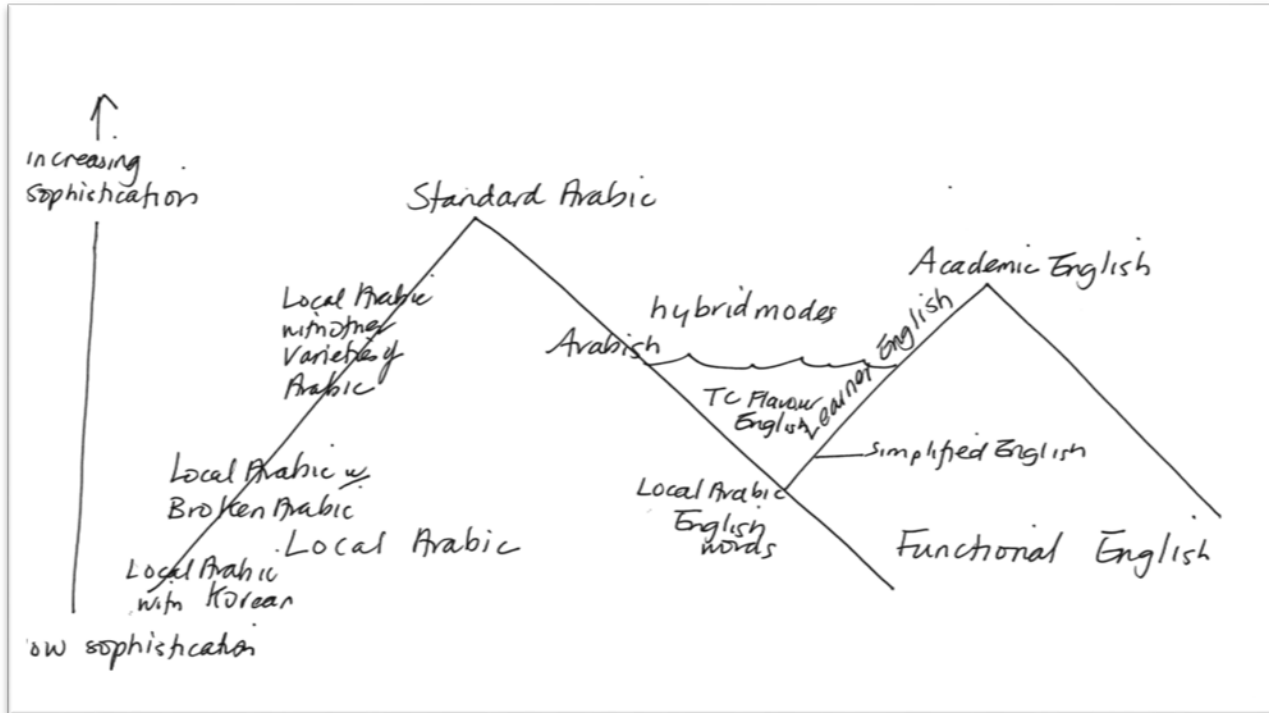 increasing
sophistication
Standard Arabic
Academic English
Local Arabic
with other
Varieties of
Arabic
hybrid modes
Arabish
TC Flavour
English
Learner English
simplified English
Local Arabic w
Broken Arabic
Local Arabic
English
words
Local Arabic
Functional English
Local Arabic
with Korean
ow sophistication